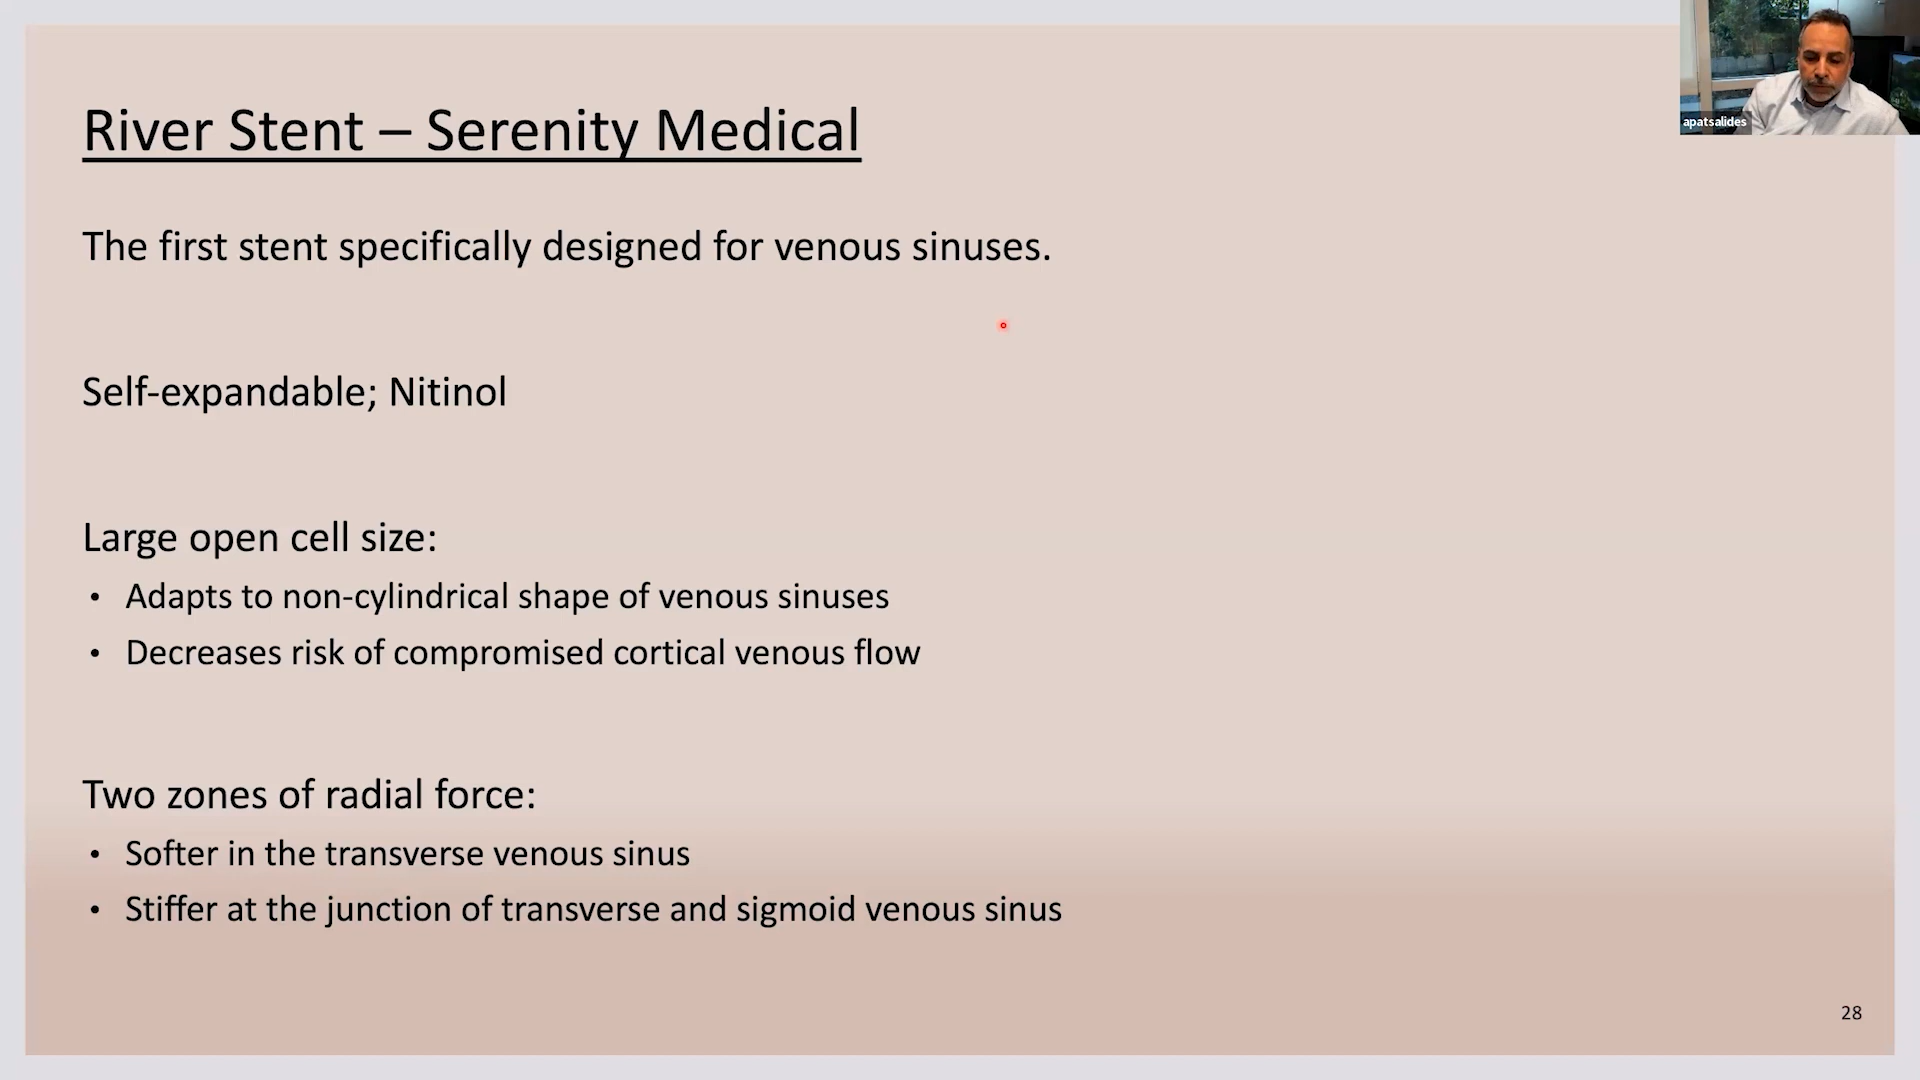 apatsalides
River Stent – Serenity Medical
The first stent specifically designed for venous sinuses.
Self-expandable; Nitinol
Large open cell size:
• Adapts to non-cylindrical shape of venous sinuses
• Decreases risk of compromised cortical venous flow
Two zones of radial force:
• Softer in the transverse venous sinus
• Stiffer at the junction of transverse and sigmoid venous sinus
28